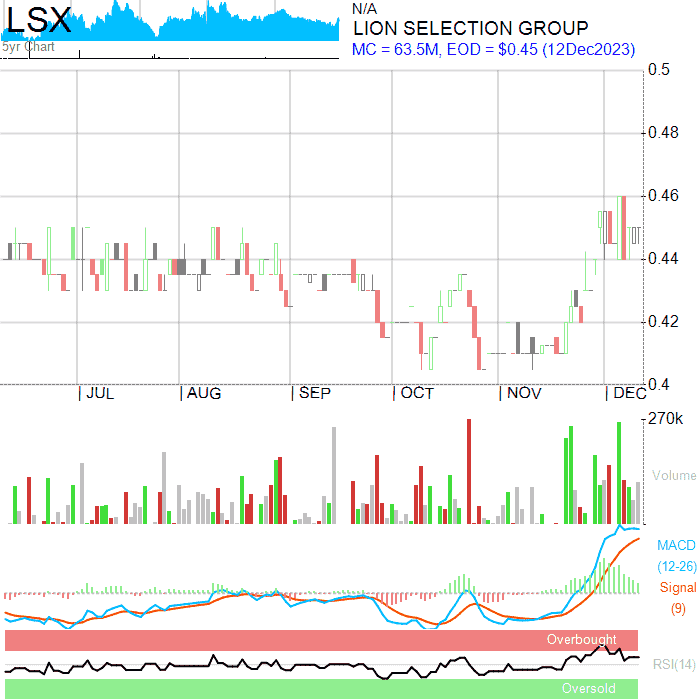 LSX
5yr Chart
N/A
LION SELECTION GROUP
MC = 63.5M, EOD = $0.45 (12Dec2023)
0.5
0.48
0.46
0.44
0.42
0.4
JUL AUG SEP OCT NOV DEC
270k
Volume
MACD
(12-26)
Signal
(9)
Overbought
RSI(14)
Oversold